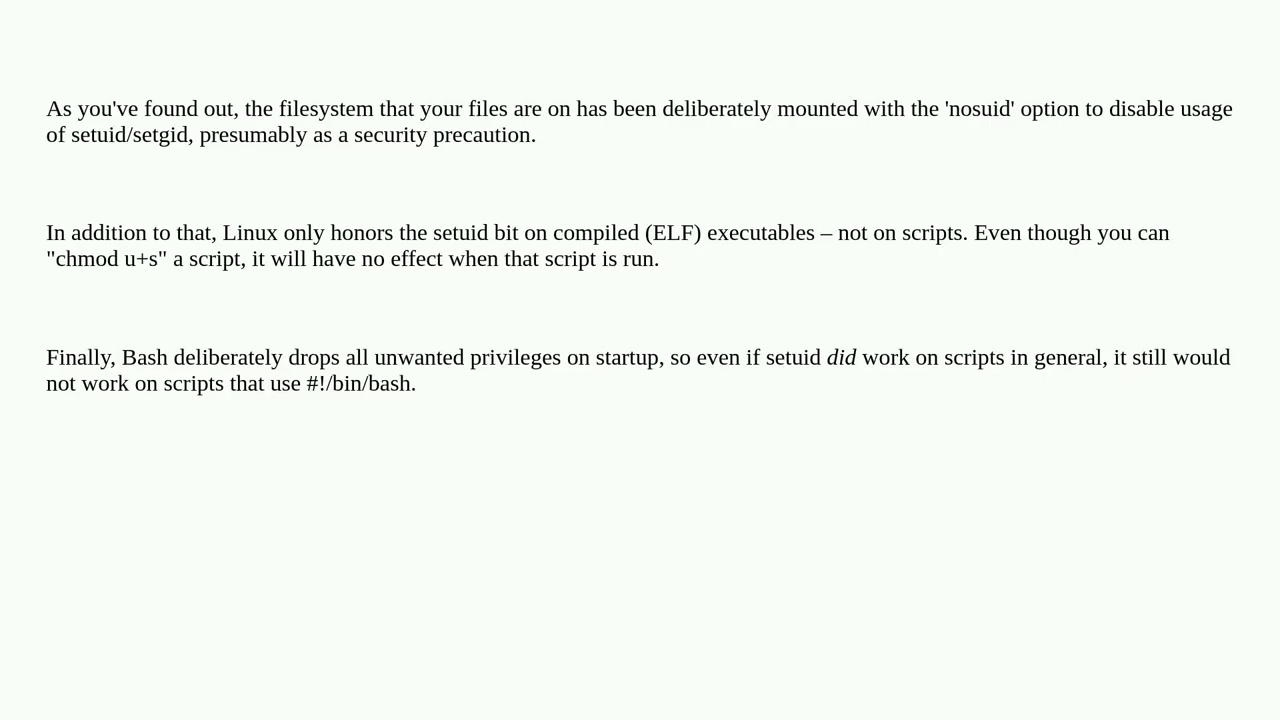 As you've found out, the filesystem that your files are on has been deliberately mounted with the 'nosuid' option to disable usage
of setuid/setgid, presumably as a security precaution.
In addition to that, Linux only honors the setuid bit on compiled (ELF) executables – not on scripts. Even though you can
"chmod u+s" a script, it will have no effect when that script is run.
Finally, Bash deliberately drops all unwanted privileges on startup, so even if setuid did work on scripts in general, it still would
not work on scripts that use #!/bin/bash.